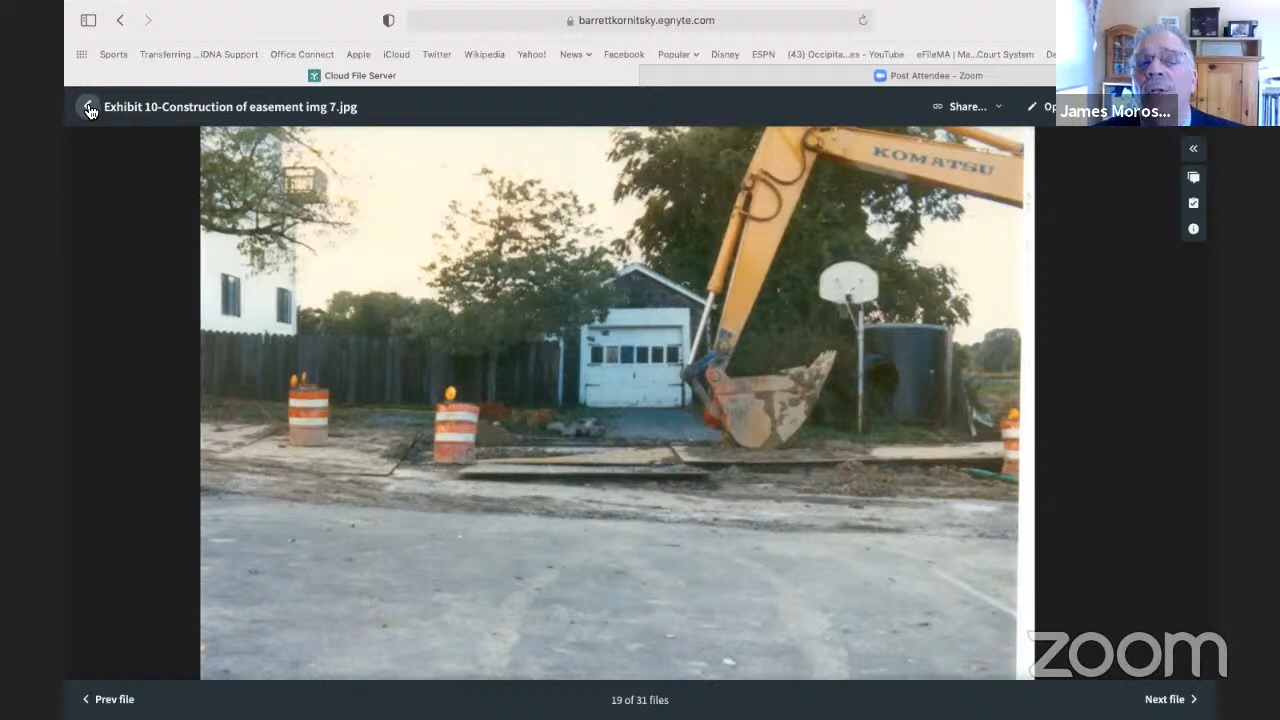 barrettkornitsky.egnyte.com
Sports Transferring ...iDNA Support Office Connect Apple iCloud Twitter Wikipedia Yahoo! News Facebook Popular Disney ESPN (43) Occipita...es - YouTube eFileMA | Ma...Court System De
Cloud File Server Post Attendee - Zoom
Exhibit 10-Construction of easement img 7.jpg Share... Op
James Moros...
KOMATSU
zoom
Prev file 19 of 31 files Next file